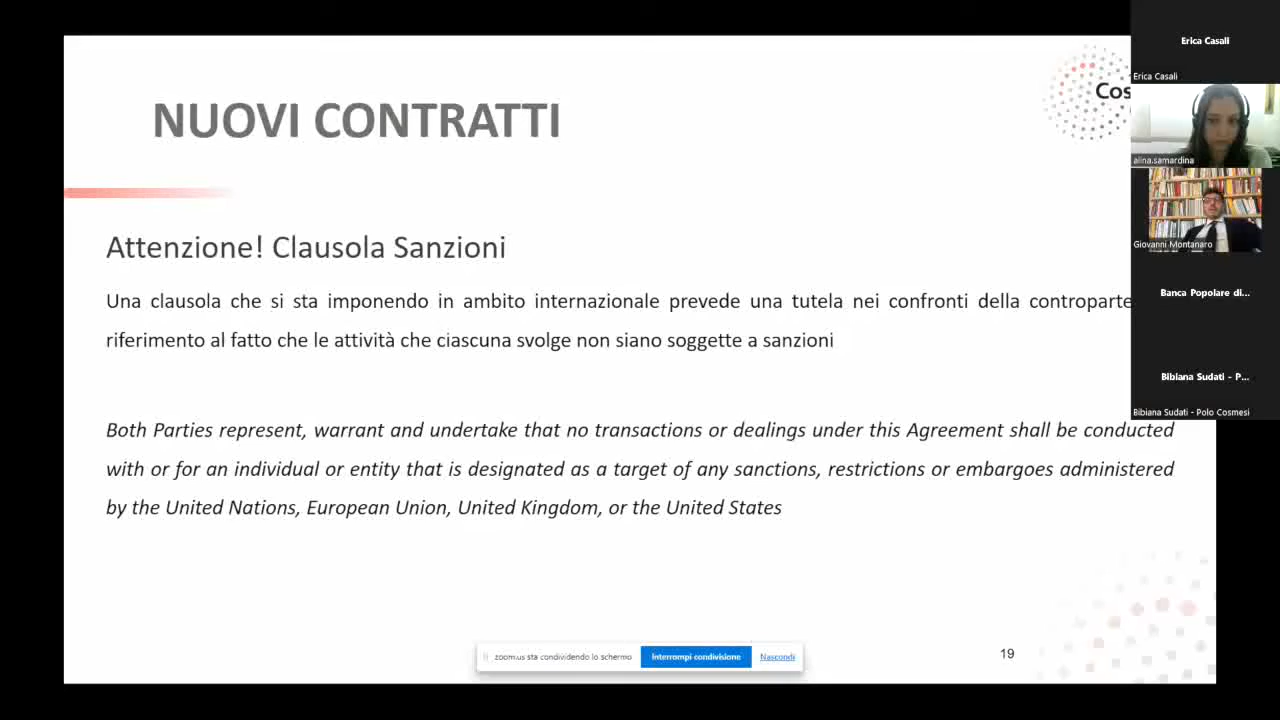 NUOVI CONTRATTI
Cos
Attenzione! Clausola Sanzioni
Una clausola che si sta imponendo in ambito internazionale prevede una tutela nei confronti della controparte
riferimento al fatto che le attività che ciascuna svolge non siano soggette a sanzioni
Both Parties represent, warrant and undertake that no transactions or dealings under this Agreement shall be conducted
with or for an individual or entity that is designated as a target of any sanctions, restrictions or embargoes administered
by the United Nations, European Union, United Kingdom, or the United States
zoom.us sta condividendo lo schermo
Interrompi condivisione
Nascondi
19
Erica Casali
Erica Casali
alina.samardina
Giovanni Montanaro
Banca Popolare di...
Bibiana Sudati - P...
Bibiana Sudati - Polo Cosmesi